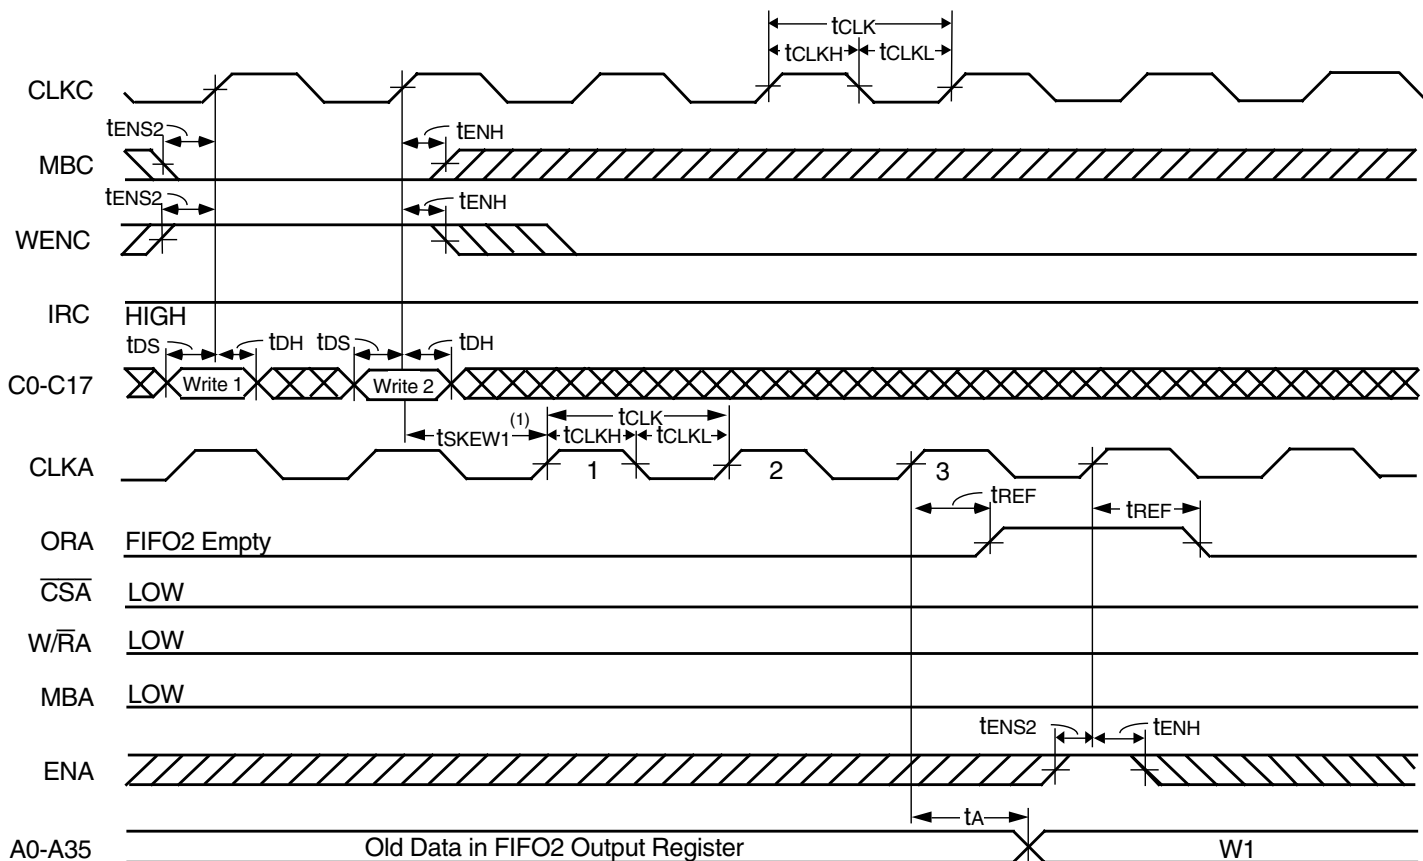 tCLK
tCLKH tCLKL
CLKC
tENS2 tENH
MBC
tENS2 tENH
WENC
IRC HIGH
tDS tDH tDS tDH
C0-C17 Write 1 Write 2
tSKEW1(1) tCLK
tCLKH tCLKL
CLKA 1 2 3
tREF tREF
ORA FIFO2 Empty
CSA LOW
W/RA LOW
MBA LOW
tENS2 tENH
ENA
tA
A0-A35 Old Data in FIFO2 Output Register W1